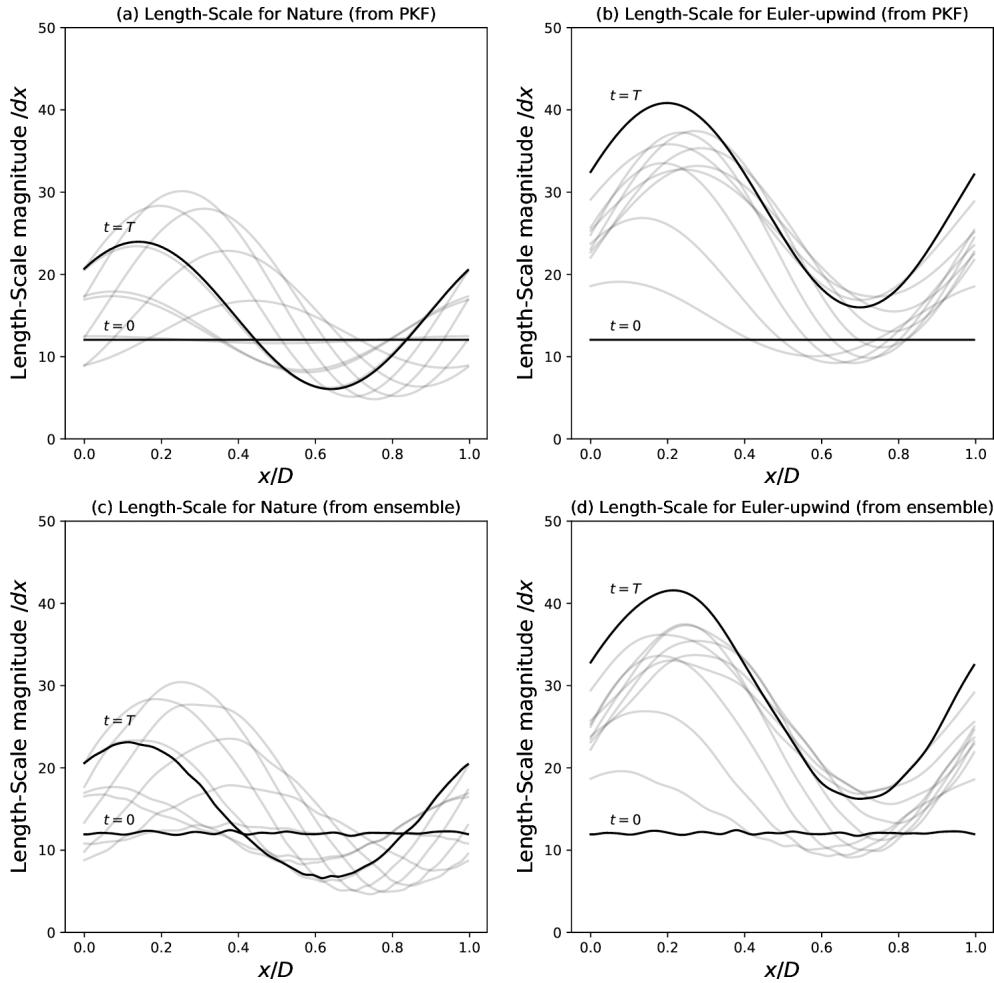 (a) Length-Scale for Nature (from PKF)
50
40
30
20
10
0
Length-Scale magnitude /dx
t = T
t = 0
0.0 0.2 0.4 0.6 0.8 1.0
x/D
(b) Length-Scale for Euler-upwind (from PKF)
50
40
30
20
10
0
Length-Scale magnitude /dx
t = T
t = 0
0.0 0.2 0.4 0.6 0.8 1.0
x/D
(c) Length-Scale for Nature (from ensemble)
50
40
30
20
10
0
Length-Scale magnitude /dx
t = T
t = 0
0.0 0.2 0.4 0.6 0.8 1.0
x/D
(d) Length-Scale for Euler-upwind (from ensemble)
50
40
30
20
10
0
Length-Scale magnitude /dx
t = T
t = 0
0.0 0.2 0.4 0.6 0.8 1.0
x/D